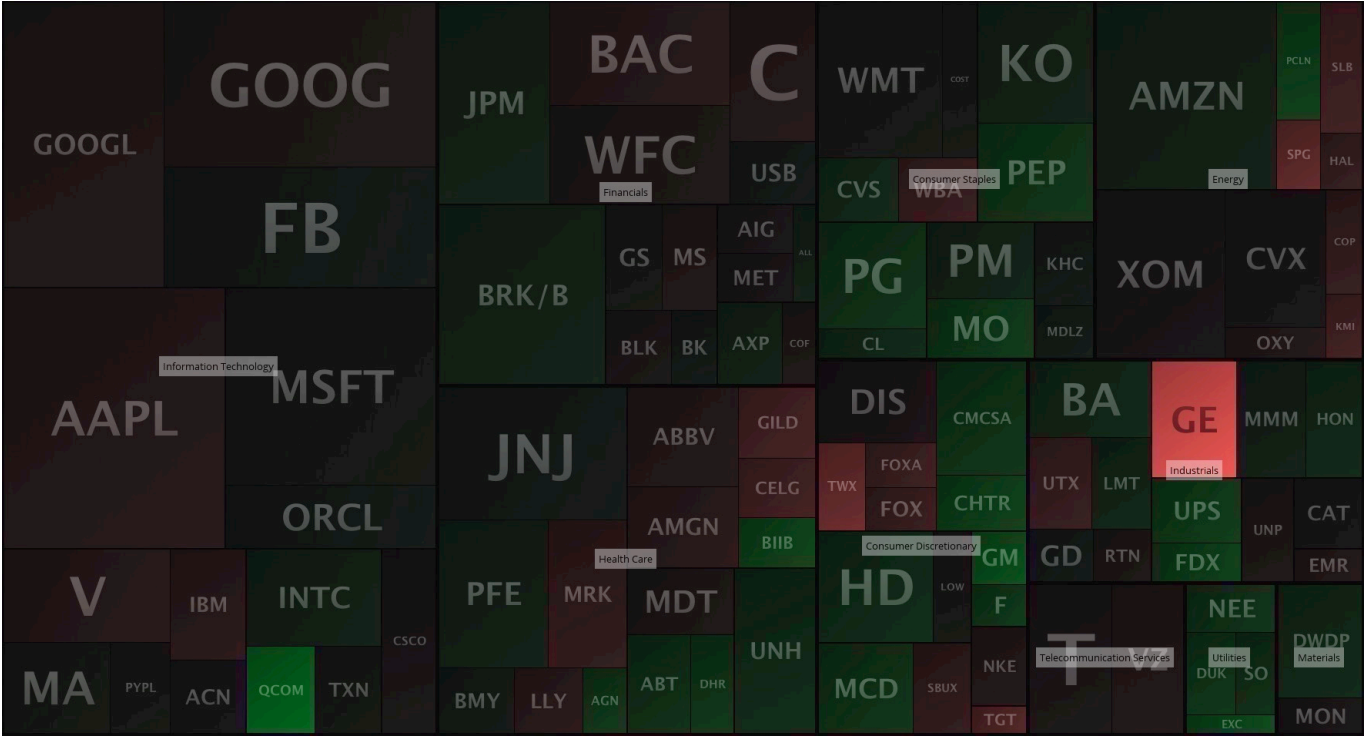 GOOGL
GOOG
FB
AAPL
MSFT
ORCL
Information Technology
V
IBM
INTC
CSCO
MA
PYPL
ACN
QCOM
TXN
JPM
BAC
C
WFC
USB
Financials
BRK/B
GS
MS
AIG
MET
ALL
BLK
BK
AXP
COF
JNJ
ABBV
GILD
CELG
AMGN
BIIB
Health Care
PFE
MRK
MDT
UNH
BMY
LLY
AGN
ABT
DHR
WMT
COST
KO
CVS
WBA
PEP
Consumer Staples
PG
PM
KHC
CL
MO
MDLZ
AMZN
PCLN
SLB
SPG
HAL
Energy
XOM
CVX
COP
OXY
KMI
DIS
CMCSA
TWX
FOXA
FOX
CHTR
Consumer Discretionary
HD
LOW
GM
F
MCD
SBUX
NKE
TGT
BA
GE
MMM
HON
Industrials
UTX
LMT
UPS
UNP
CAT
GD
RTN
FDX
EMR
T
VZ
Telecommunication Services
NEE
Utilities
DUK
SO
EXC
DWDP
Materials
MON